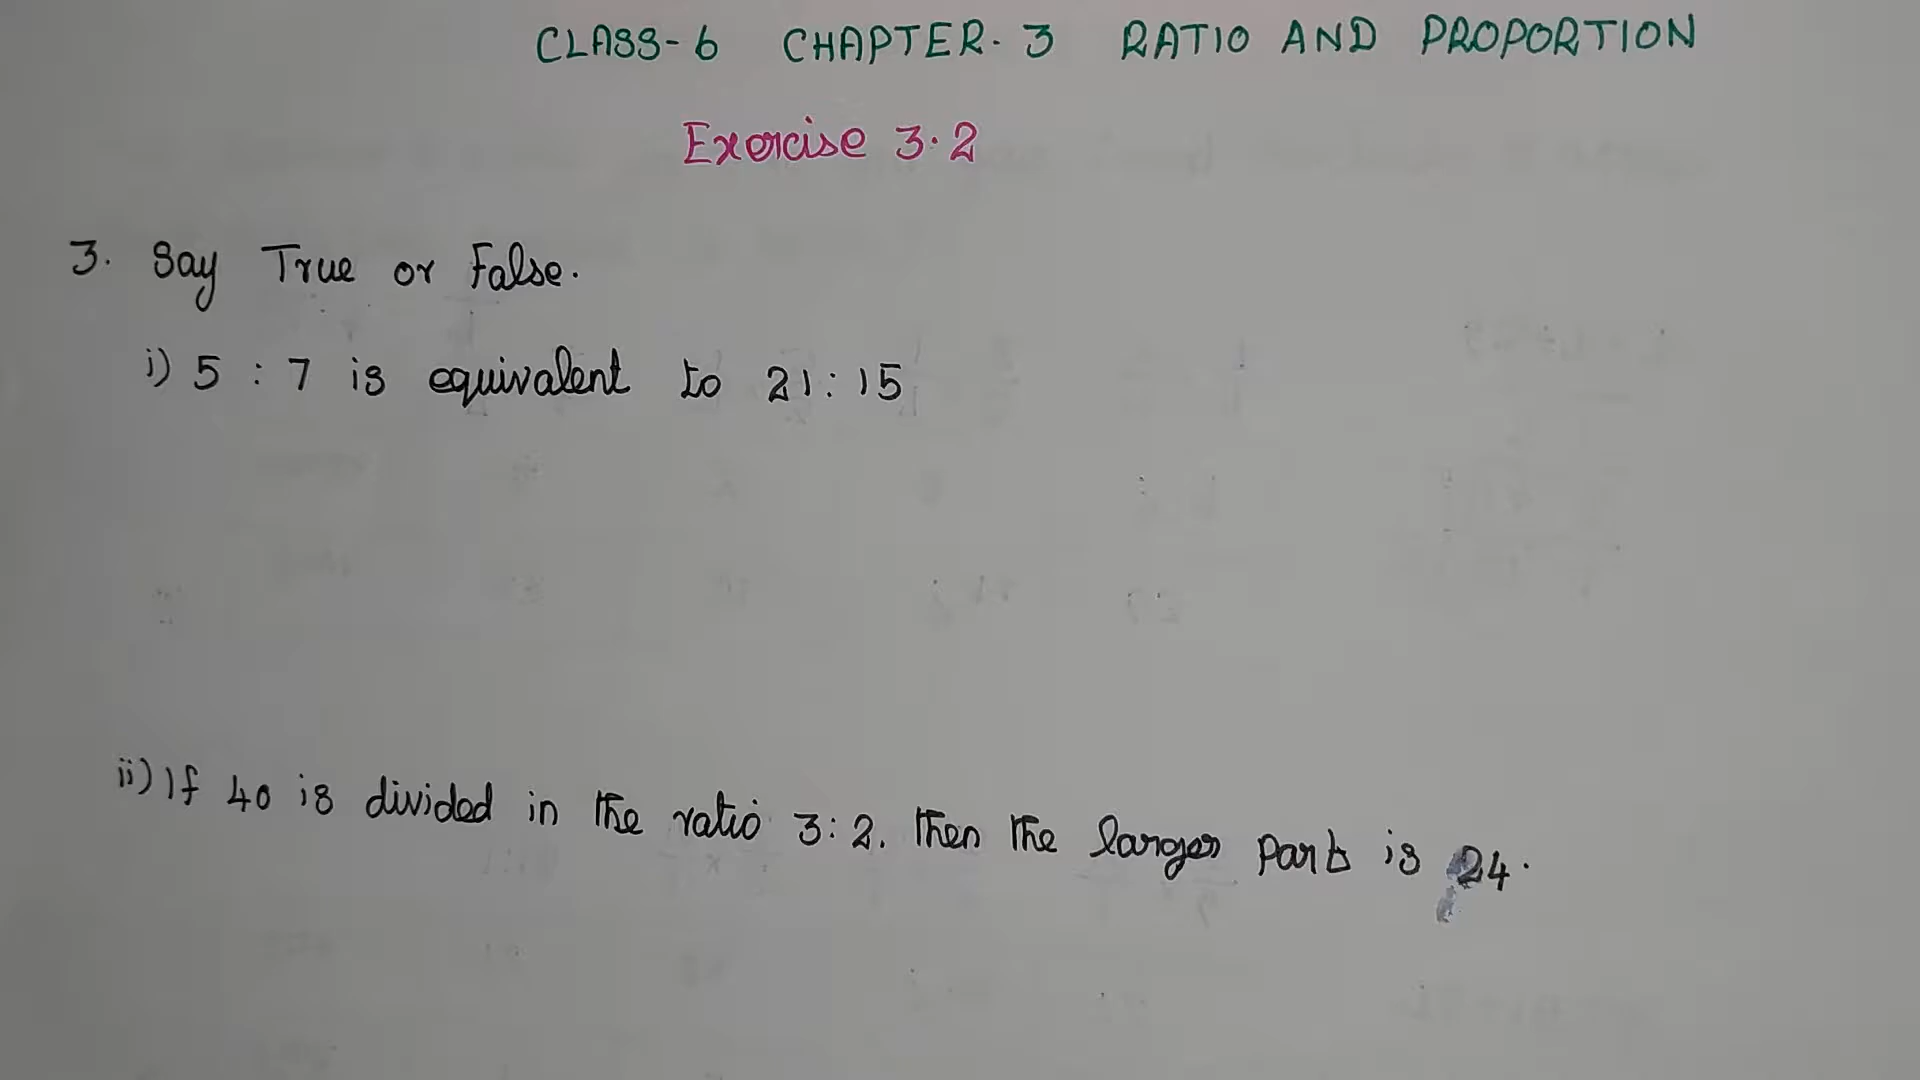 CLASS-6 CHAPTER-3 RATIO AND PROPORTION
Exercise 3.2
3. Say True or False.
i) 5 : 7 is equivalent to 21 : 15
ii) If 40 is divided in the ratio 3:2. then the larger part is 24.